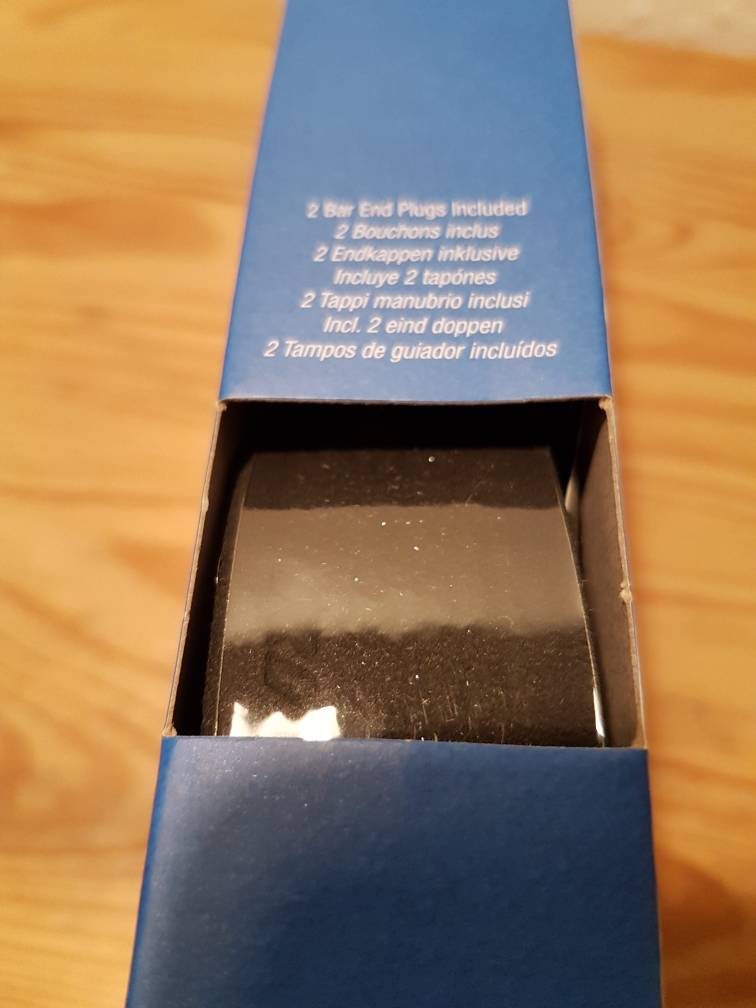 2 Bar End Plugs Included
2 Bouchons inclus
2 Endkappen inklusive
Incluye 2 tapónes
2 Tappi manubrio inclusi
Incl. 2 eind doppen
2 Tampos de guiador incluídos